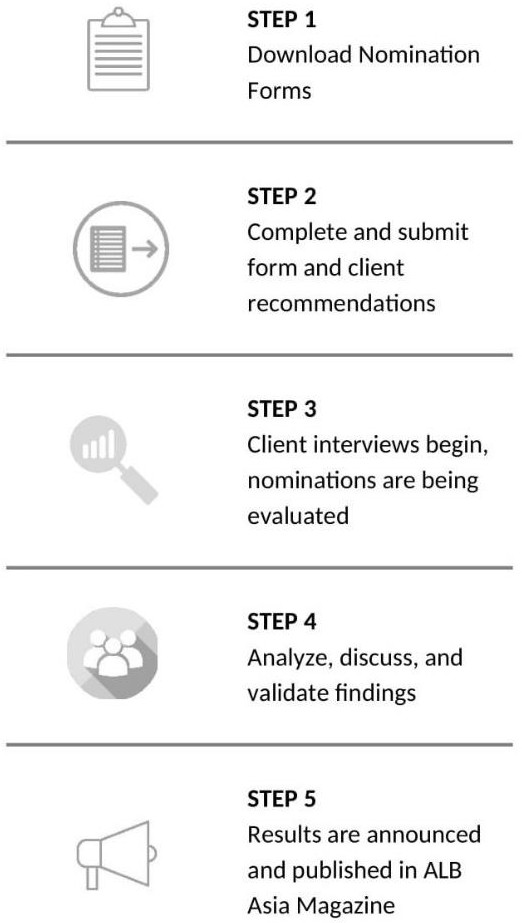 STEP 1
Download Nomination
Forms
STEP 2
Complete and submit
form and client
recommendations
STEP 3
Client interviews begin,
nominations are being
evaluated
STEP 4
Analyze, discuss, and
validate findings
STEP 5
Results are announced
and published in ALB
Asia Magazine